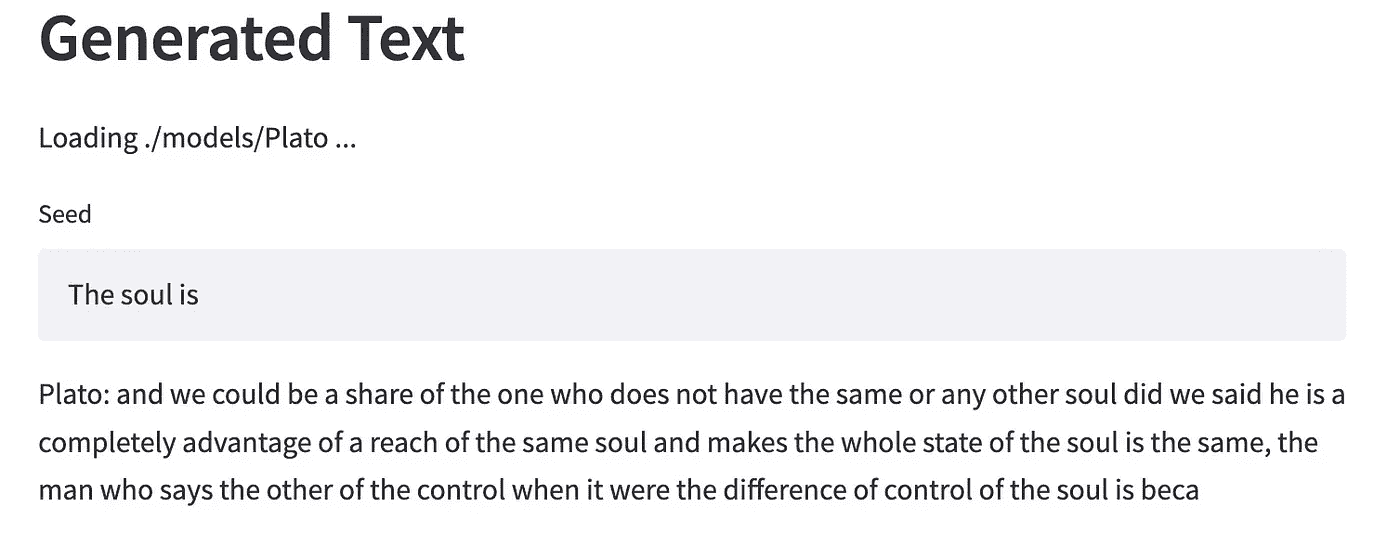 Generated Text
Loading ./models/Plato ...
Seed
The soul is
Plato: and we could be a share of the one who does not have the same or any other soul did we said he is a
completely advantage of a reach of the same soul and makes the whole state of the soul is the same, the
man who says the other of the control when it were the difference of control of the soul is beca